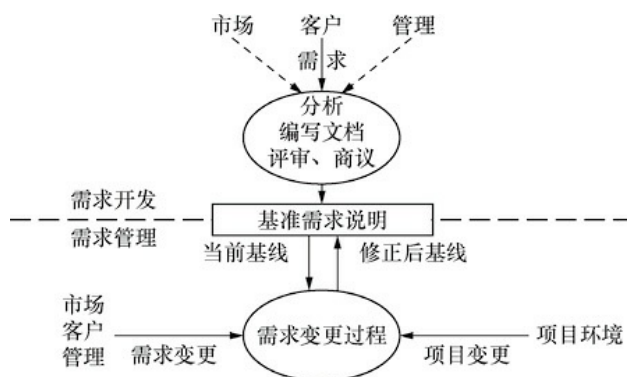 市场 客户 管理
需求
分析
编写文档
评审、商议
需求开发
基准需求说明
需求管理
当前基线 修正后基线
市场
客户
管理
需求变更
需求变更过程
项目变更
项目环境